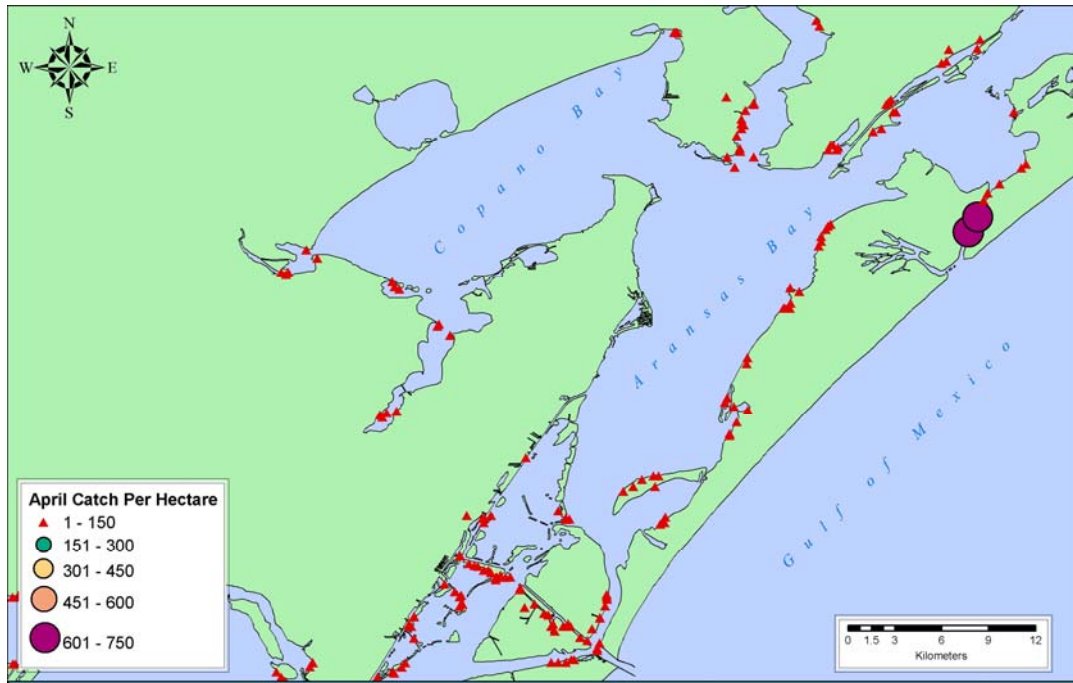 N
W E
S
Copano Bay
Aransas Bay
Gulf of Mexico
April Catch Per Hectare
1 - 150
151 - 300
301 - 450
451 - 600
601 - 750
0 1.5 3 6 9 12
Kilometers